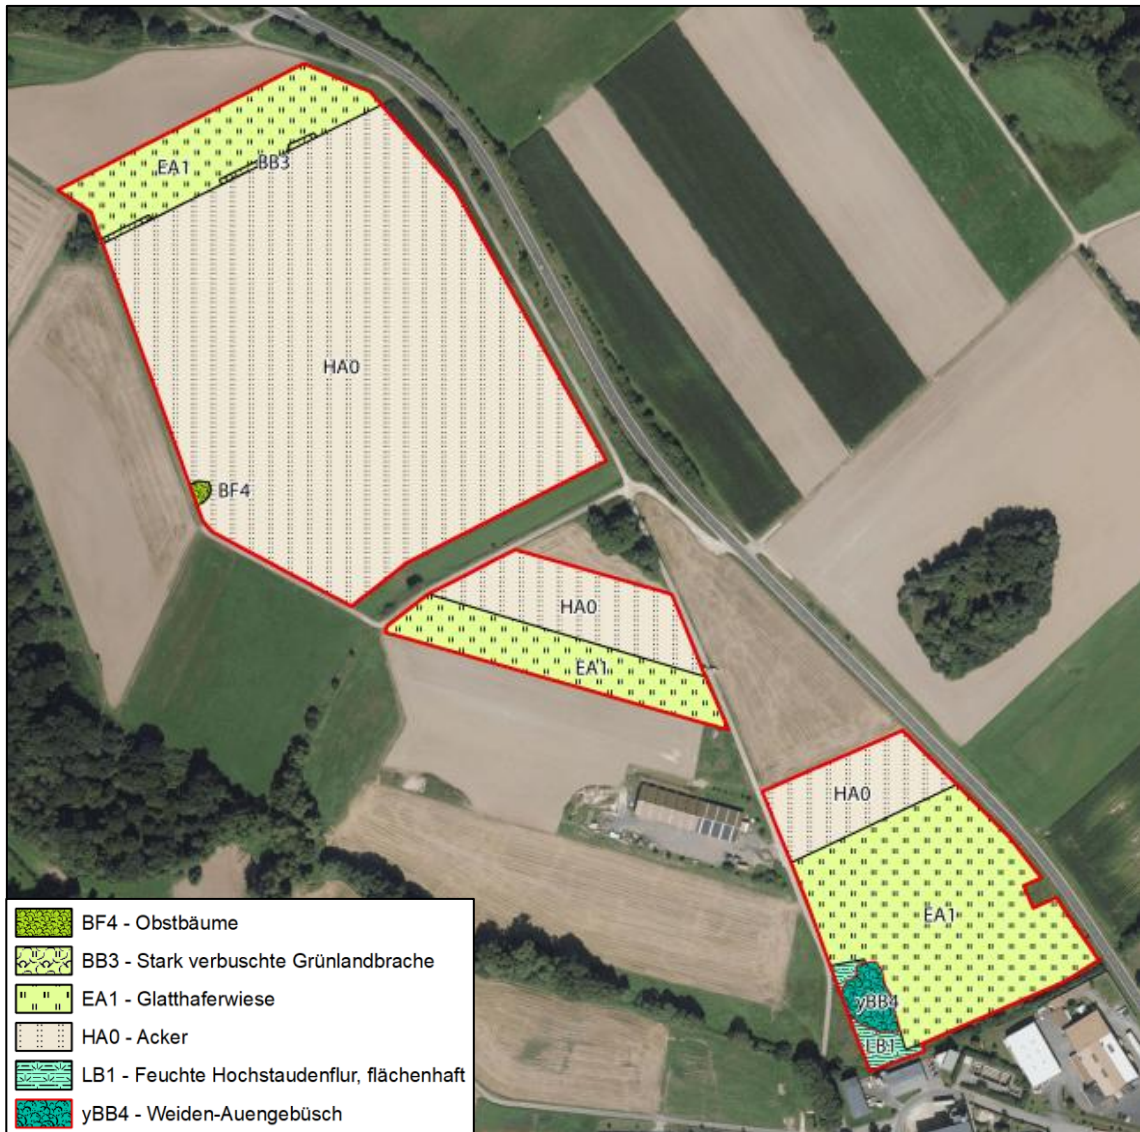 EA1
BB3
HA0
BF4
HA0
EA1
HA0
EA1
yBB4
LB1
BF4 - Obstbäume
BB3 - Stark verbuschte Grünlandbrache
EA1 - Glatthaferwiese
HA0 - Acker
LB1 - Feuchte Hochstaudenflur, flächenhaft
yBB4 - Weiden-Auengebüsch